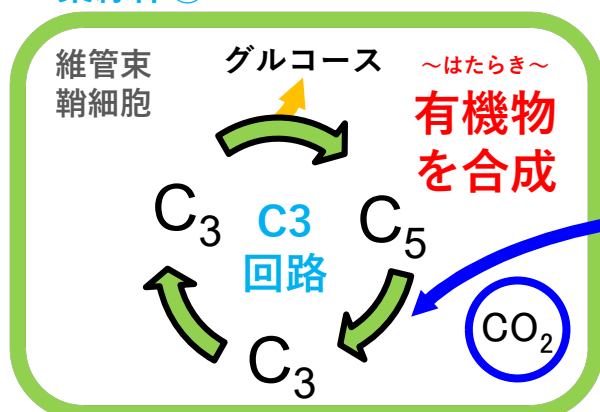 維管束
鞘細胞
グルコース
~はたらき~
有機物
を合成
C₃
C3
回路
C₅
CO₂
C₃